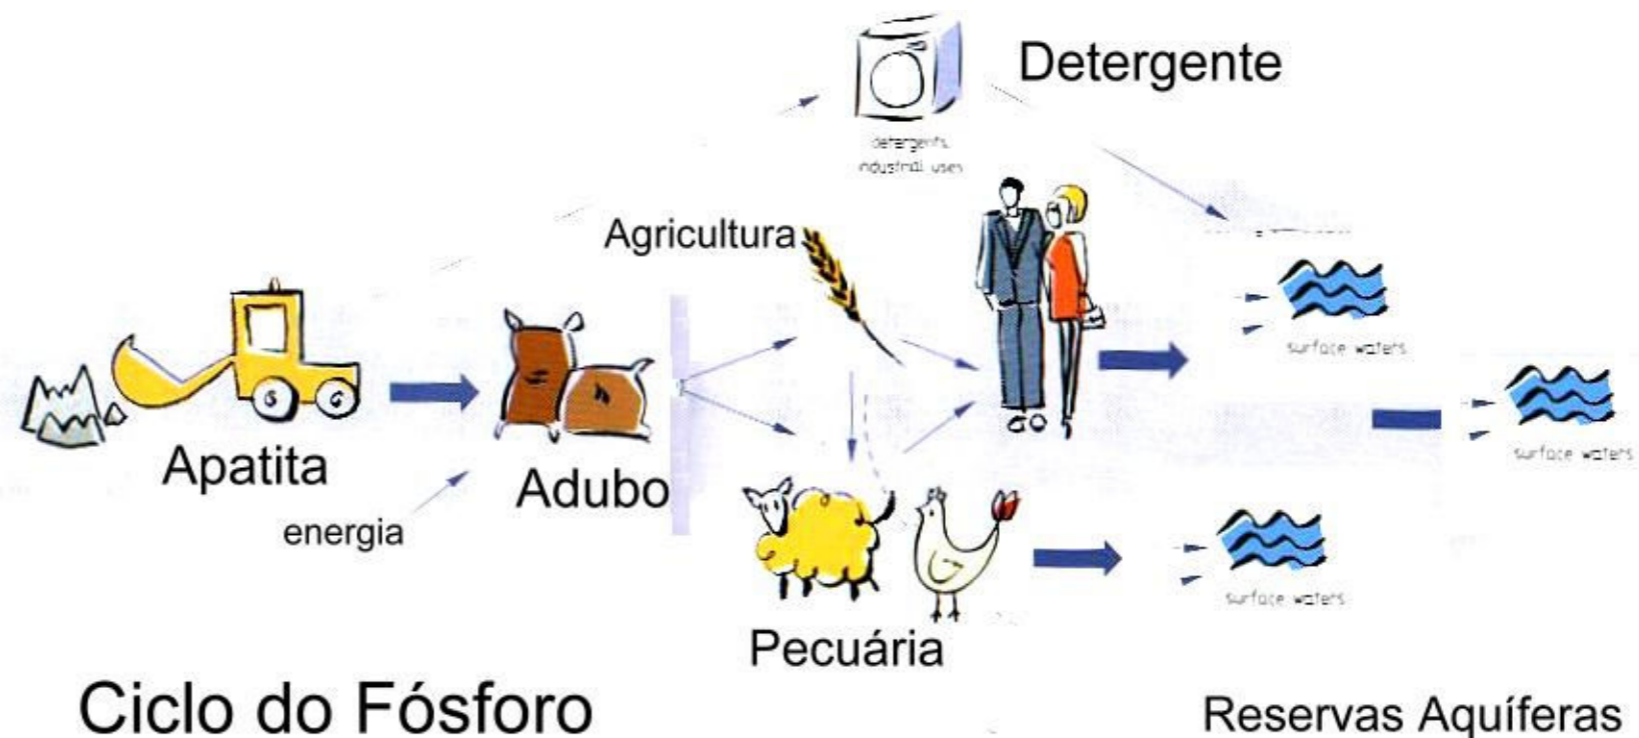 Detergente
detergents,
industrial uses
Agricultura
surface waters
surface waters
Apatita
Adubo
energia
surface waters
Pecuária
Ciclo do Fósforo
Reservas Aquíferas